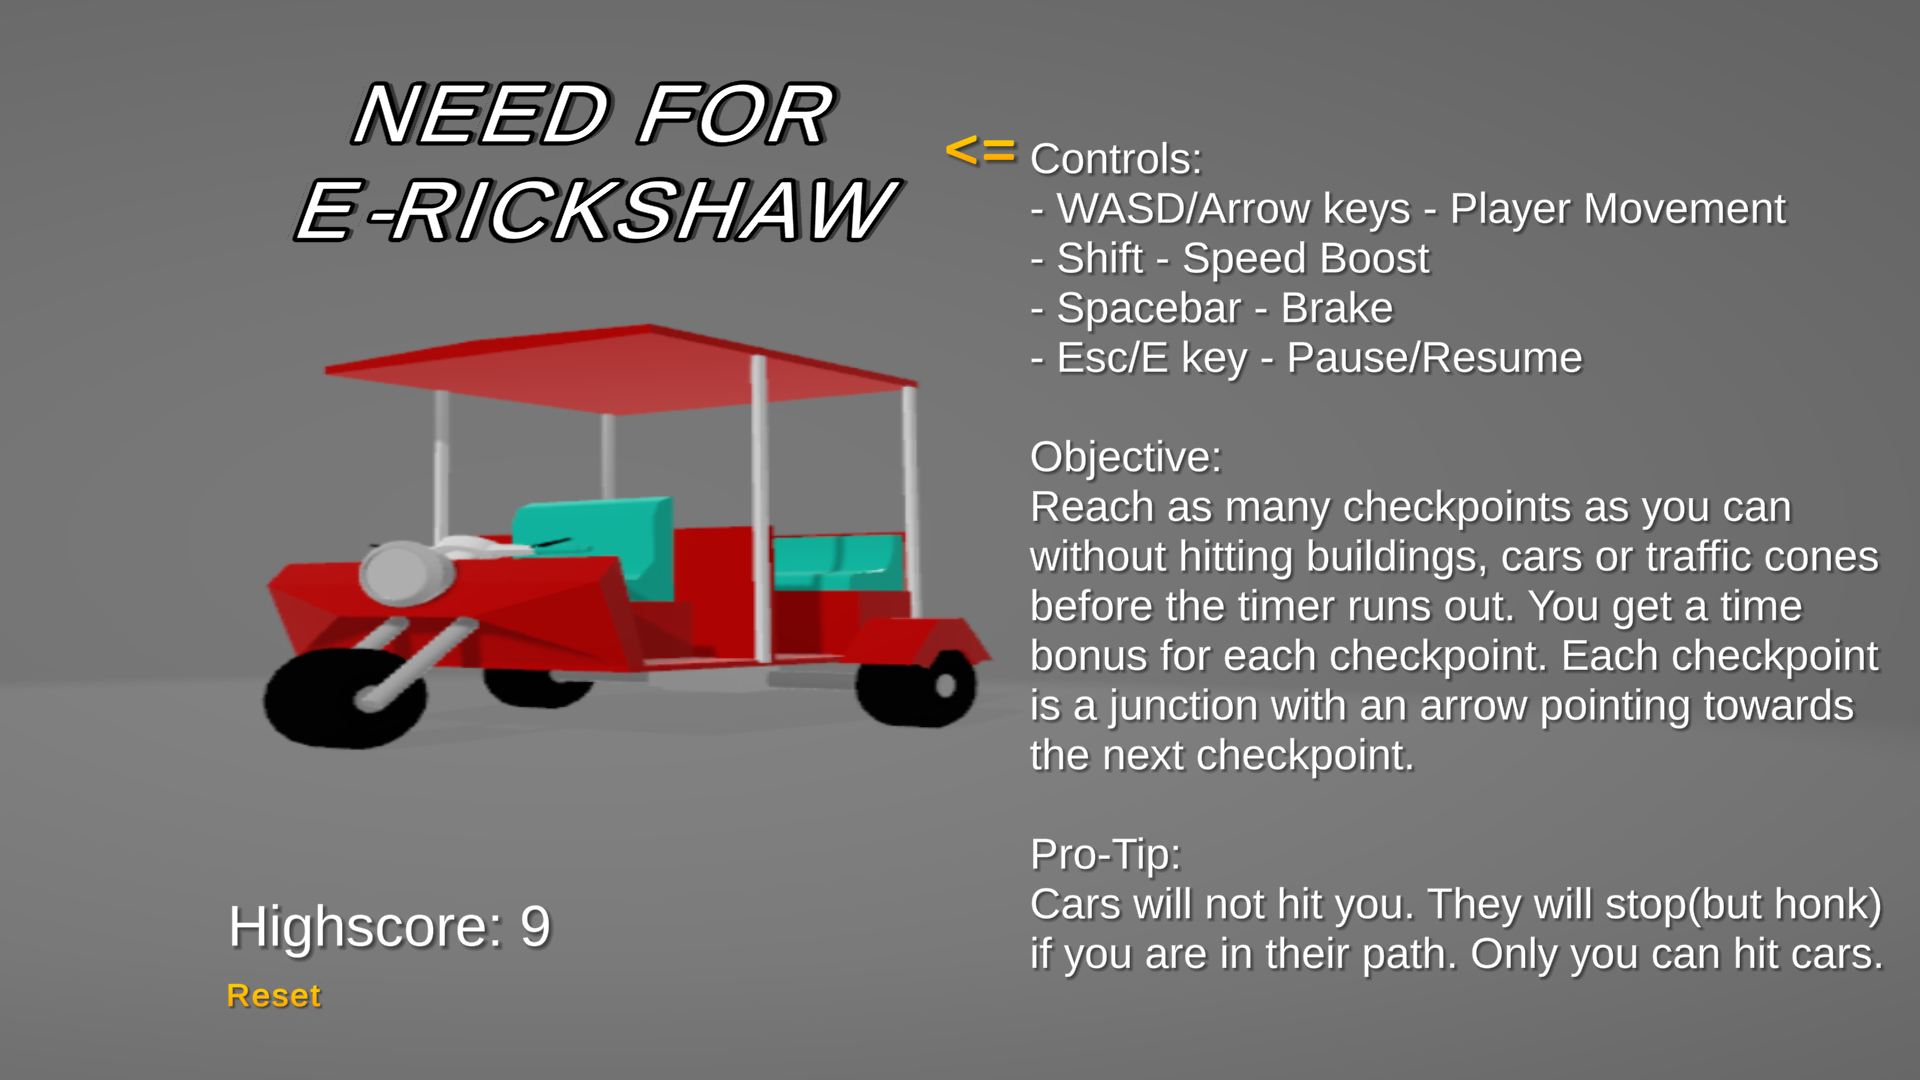 NEED FOR
E-RICKSHAW
<=
Controls:
- WASD/Arrow keys - Player Movement
- Shift - Speed Boost
- Spacebar - Brake
- Esc/E key - Pause/Resume
Objective:
Reach as many checkpoints as you can
without hitting buildings, cars or traffic cones
before the timer runs out. You get a time
bonus for each checkpoint. Each checkpoint
is a junction with an arrow pointing towards
the next checkpoint.
Pro-Tip:
Cars will not hit you. They will stop(but honk)
if you are in their path. Only you can hit cars.
Highscore: 9
Reset